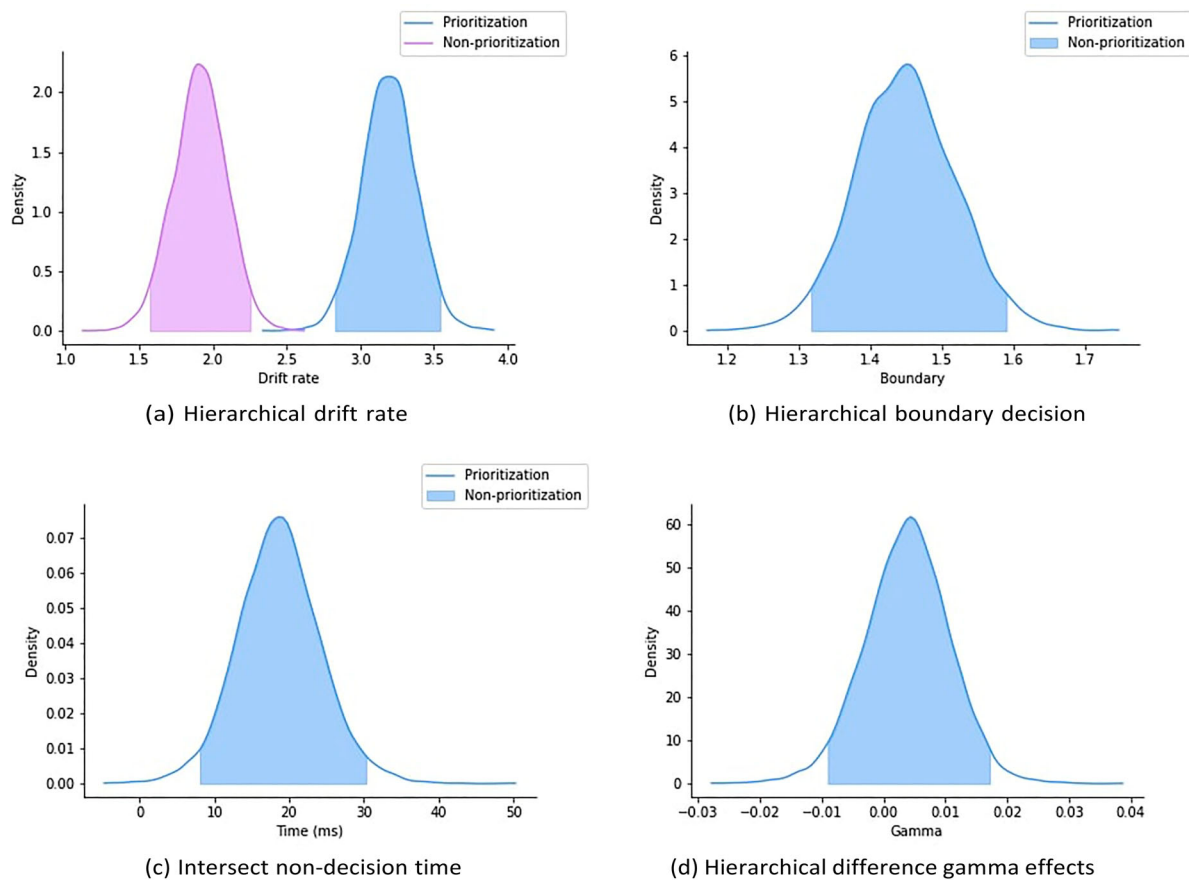 Prioritization
Non-prioritization
2.0
1.5
1.0
0.5
0.0
Density
1.0 1.5 2.0 2.5 3.0 3.5 4.0
Drift rate
(a) Hierarchical drift rate
Prioritization
Non-prioritization
6
5
4
3
2
1
0
Density
1.2 1.3 1.4 1.5 1.6 1.7
Boundary
(b) Hierarchical boundary decision
Prioritization
Non-prioritization
0.07
0.06
0.05
0.04
0.03
0.02
0.01
0.00
Density
0 10 20 30 40 50
Time (ms)
(c) Intersect non-decision time
60
50
40
30
20
10
0
Density
−0.03 −0.02 −0.01 0.00 0.01 0.02 0.03 0.04
Gamma
(d) Hierarchical difference gamma effects